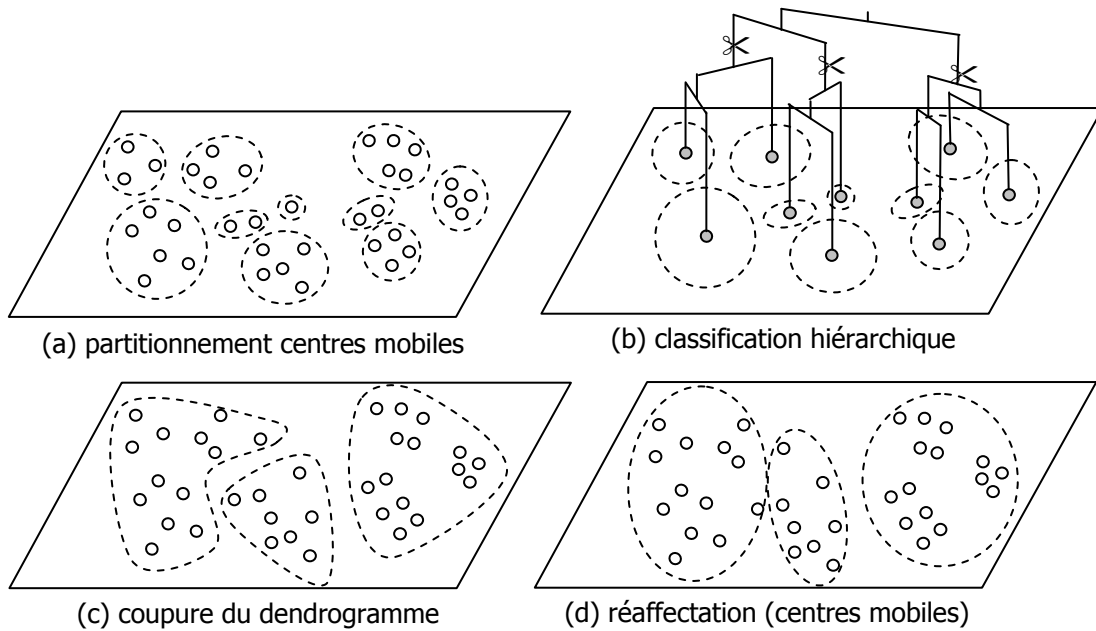 (a) partitionnement centres mobiles
(b) classification hiérarchique
(c) coupure du dendrogramme
(d) réaffectation (centres mobiles)